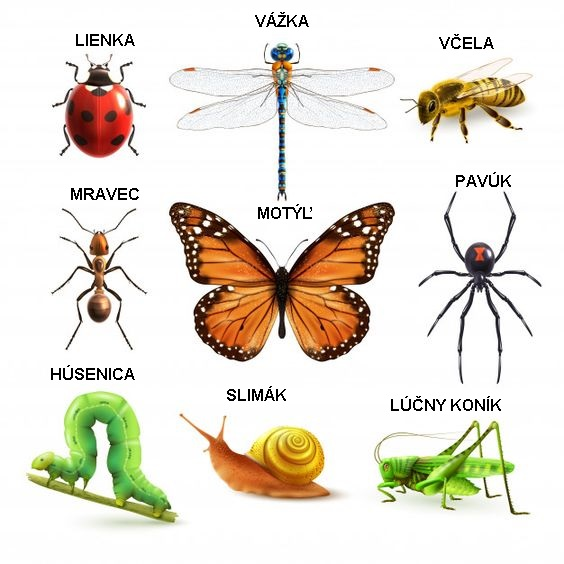 LIENKA
VÁŽKA
VČELA
MRAVEC
MOTÝĽ
PAVÚK
HÚSENICA
SLIMÁK
LÚČNY KONÍK